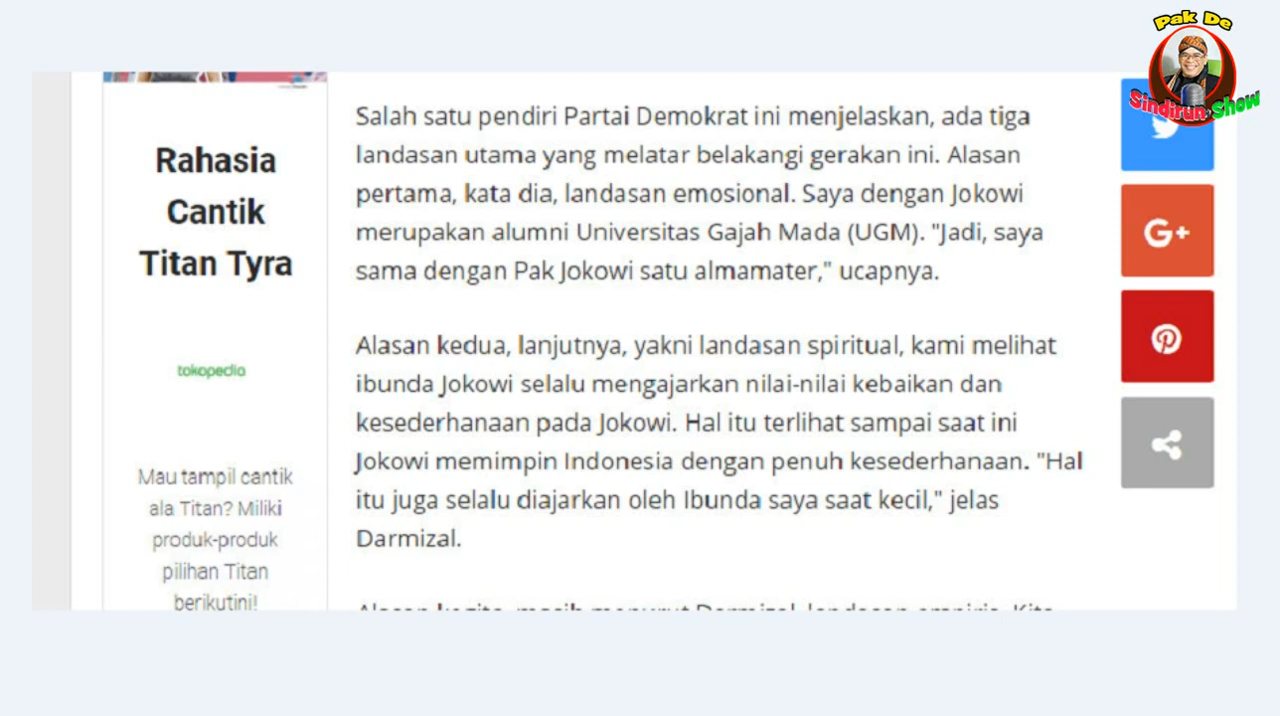 Pak De
Sindirun Show
Rahasia
Cantik
Titan Tyra
tokopedia
Mau tampil cantik
ala Titan? Miliki
produk-produk
pilihan Titan
berikutini!
Salah satu pendiri Partai Demokrat ini menjelaskan, ada tiga
landasan utama yang melatar belakangi gerakan ini. Alasan
pertama, kata dia, landasan emosional. Saya dengan Jokowi
merupakan alumni Universitas Gajah Mada (UGM). "Jadi, saya
sama dengan Pak Jokowi satu almamater," ucapnya.
Alasan kedua, lanjutnya, yakni landasan spiritual, kami melihat
ibunda Jokowi selalu mengajarkan nilai-nilai kebaikan dan
kesederhanaan pada Jokowi. Hal itu terlihat sampai saat ini
Jokowi memimpin Indonesia dengan penuh kesederhanaan. "Hal
itu juga selalu diajarkan oleh Ibunda saya saat kecil," jelas
Darmizal.
G+